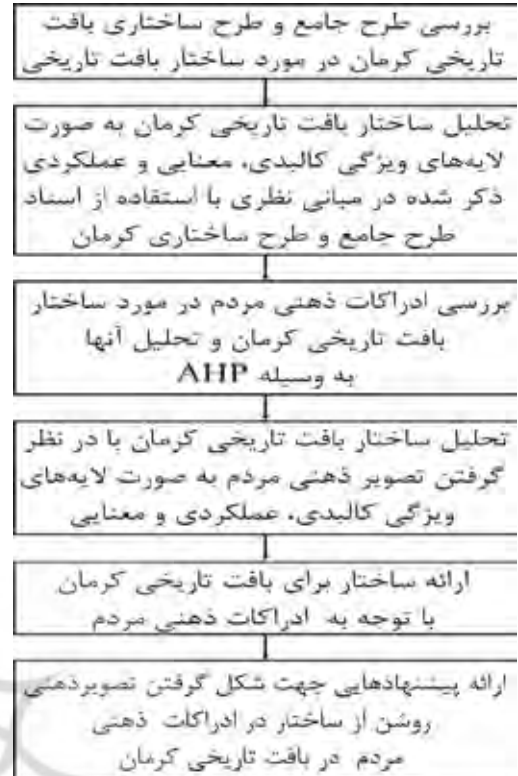 بررسی طرح جامع و طرح ساختاری بافت
تاریخی کرمان در مورد ساختار بافت تاریخی
تحلیل ساختار بافت تاریخی کرمان به صورت
لایه‌های ویژگی کالبدی، معنایی و عملکردی
ذکر شده در مبانی نظری با استفاده از اسناد
طرح جامع و طرح ساختاری کرمان
بررسی ادراکات ذهنی مردم در مورد ساختار
بافت تاریخی کرمان و تحلیل آنها
به وسیله AHP
تحلیل ساختار بافت تاریخی کرمان با در نظر
گرفتن تصویر ذهنی مردم به صورت لایه‌های
ویژگی کالبدی، عملکردی و معنایی
ارائه ساختار برای بافت تاریخی کرمان
با توجه به ادراکات ذهنی مردم
ارائه پیشنهادهایی جهت شکل گرفتن تصویرذهنی
روشن از ساختار در ادراکات ذهنی
مردم در بافت تاریخی کرمان